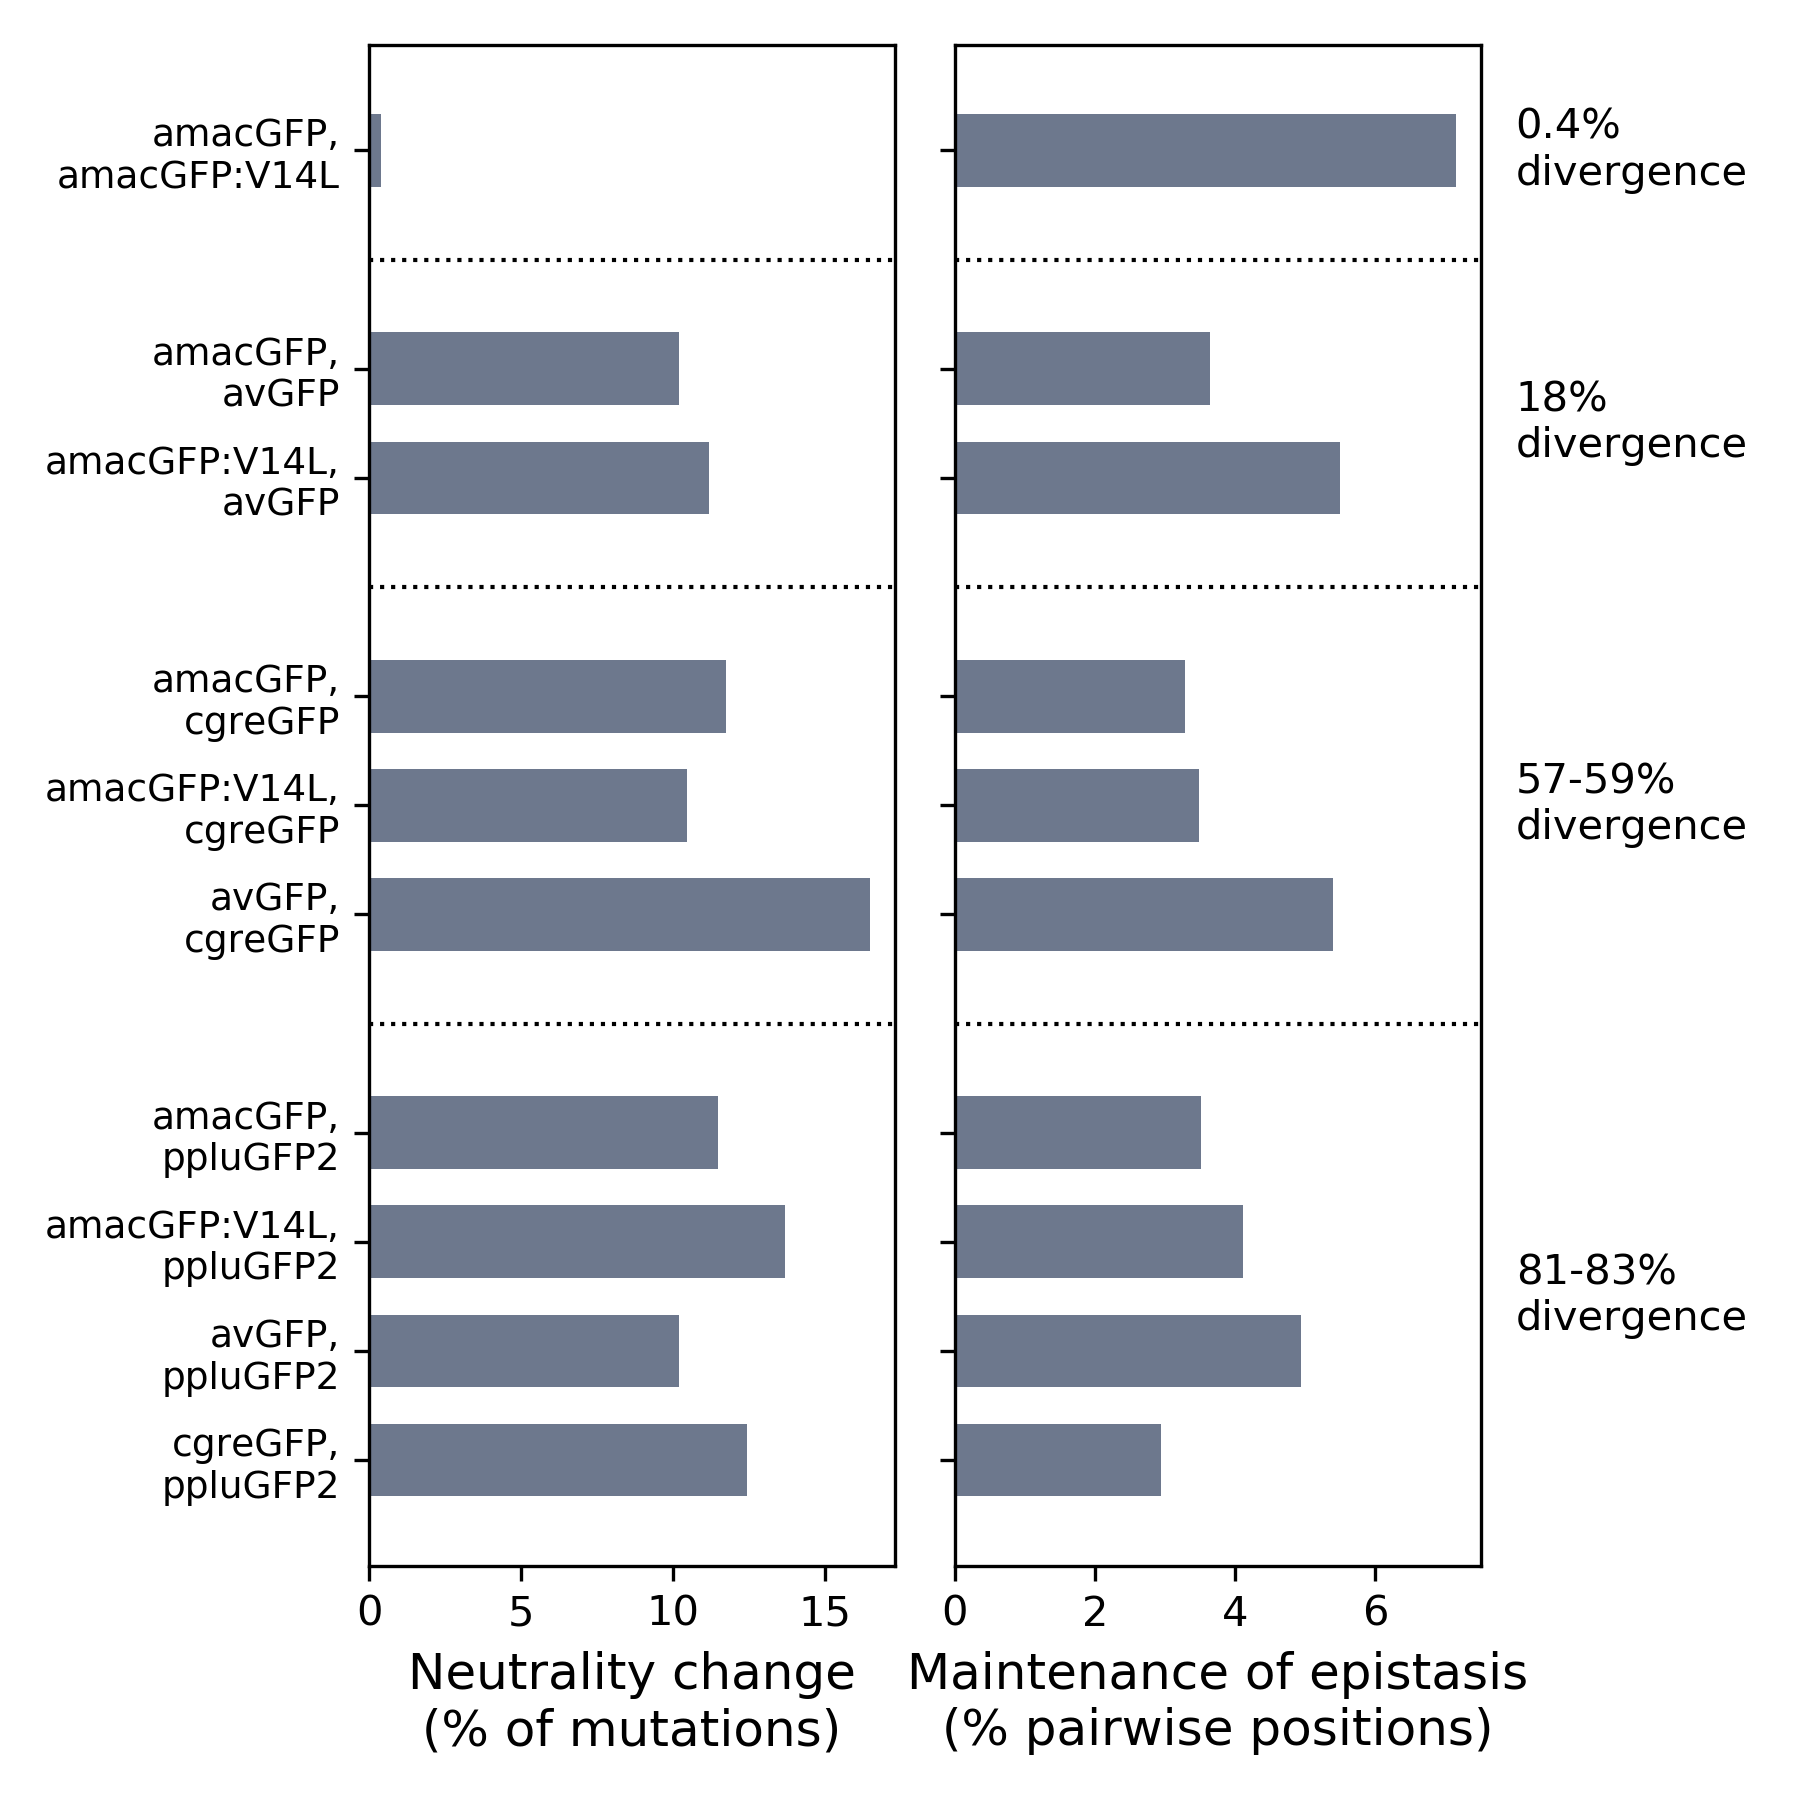 amacGFP,
amacGFP:V14L
0.4%
divergence
amacGFP,
avGFP
amacGFP:V14L,
avGFP
18%
divergence
amacGFP,
cgreGFP
amacGFP:V14L,
cgreGFP
avGFP,
cgreGFP
57-59%
divergence
amacGFP,
ppluGFP2
amacGFP:V14L,
ppluGFP2
avGFP,
ppluGFP2
cgreGFP,
ppluGFP2
81-83%
divergence
0 5 10 15
Neutrality change
(% of mutations)
0 2 4 6
Maintenance of epistasis
(% pairwise positions)